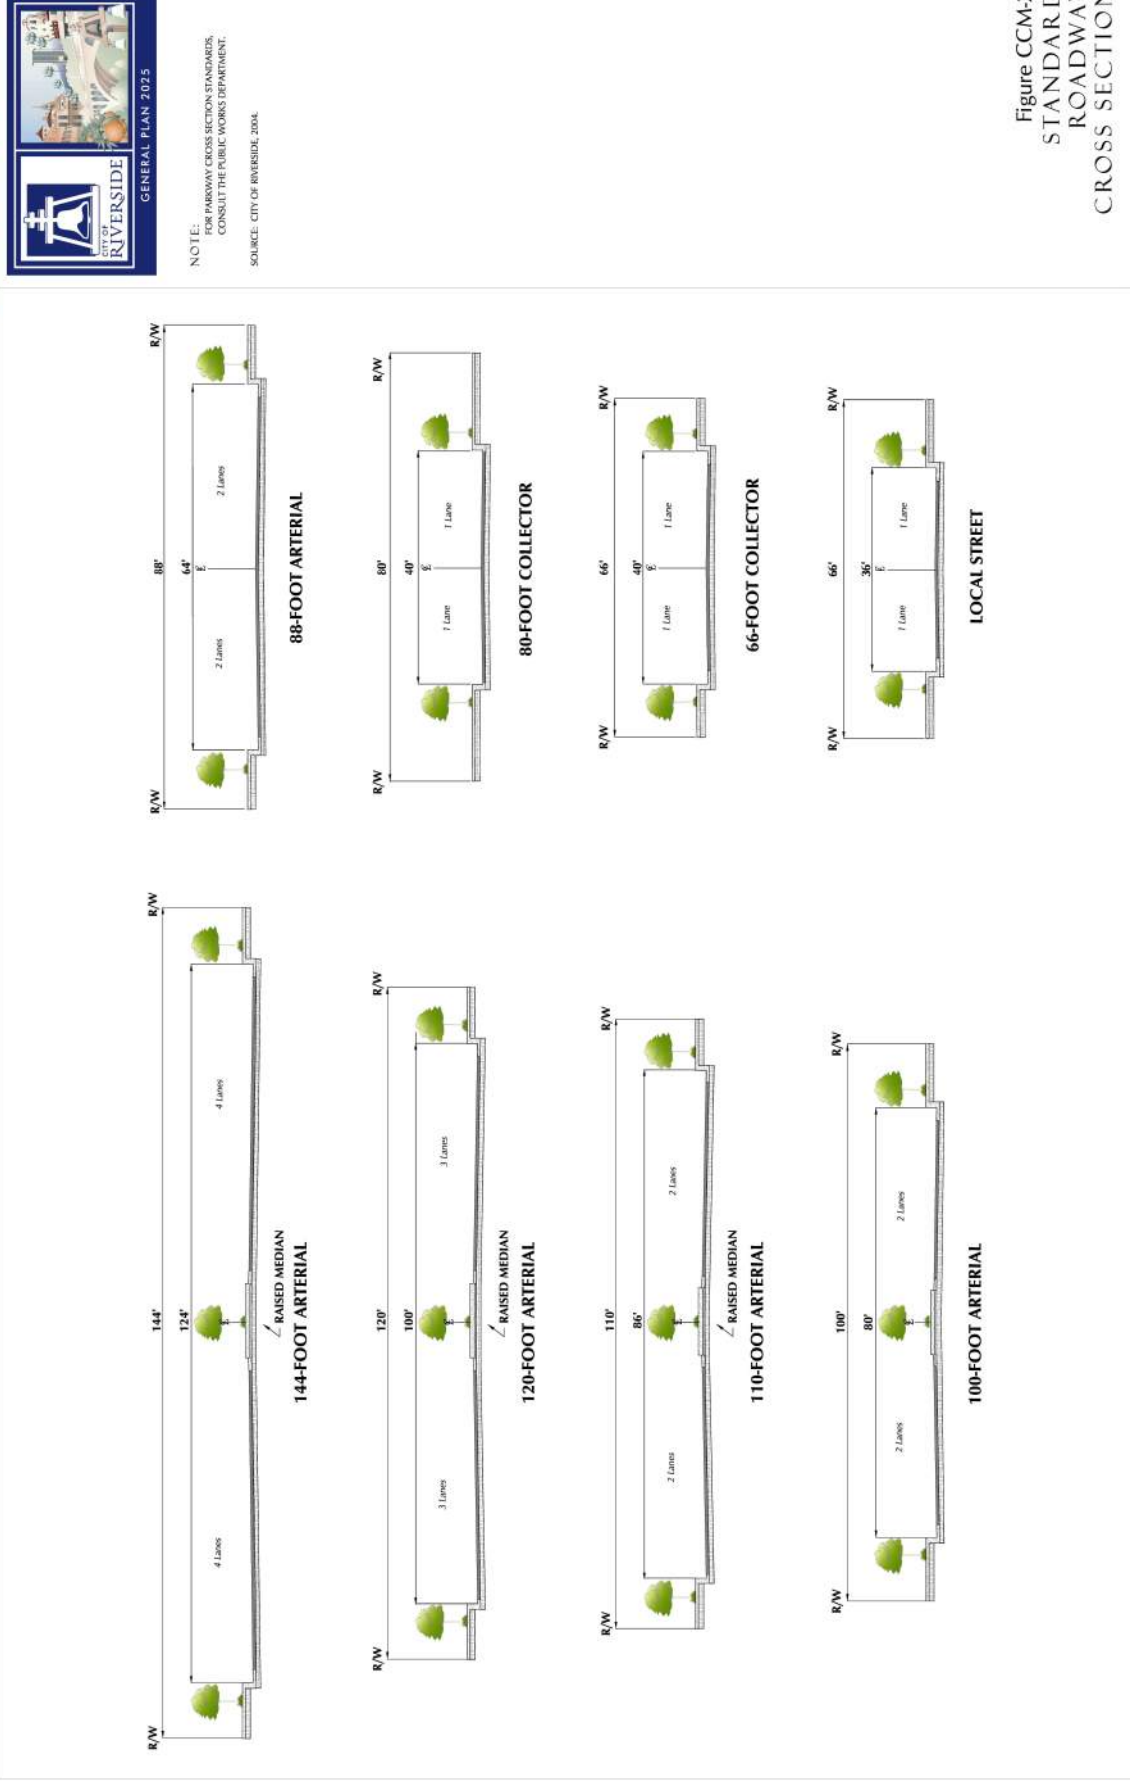 R/W 144' R/W
124'
4 Lanes 4 Lanes
RAISED MEDIAN
144-FOOT ARTERIAL
R/W 120' R/W
100'
3 Lanes 3 Lanes
RAISED MEDIAN
120-FOOT ARTERIAL
R/W 110' R/W
86'
2 Lanes 2 Lanes
RAISED MEDIAN
110-FOOT ARTERIAL
R/W 100' R/W
80'
2 Lanes 2 Lanes
100-FOOT ARTERIAL
R/W 88' R/W
64'
2 Lanes 2 Lanes
88-FOOT ARTERIAL
R/W 80' R/W
40'
1 Lane 1 Lane
80-FOOT COLLECTOR
R/W 66' R/W
40'
1 Lane 1 Lane
66-FOOT COLLECTOR
R/W 66' R/W
36'
1 Lane 1 Lane
LOCAL STREET
CITY OF
RIVERSIDE
GENERAL PLAN 2025
NOTE:
FOR PARKWAY CROSS SECTION STANDARDS,
CONSULT THE PUBLIC WORKS DEPARTMENT.
SOURCE: CITY OF RIVERSIDE, 2004.
Figure CCM-
STANDARD
ROADWAY
CROSS SECTION